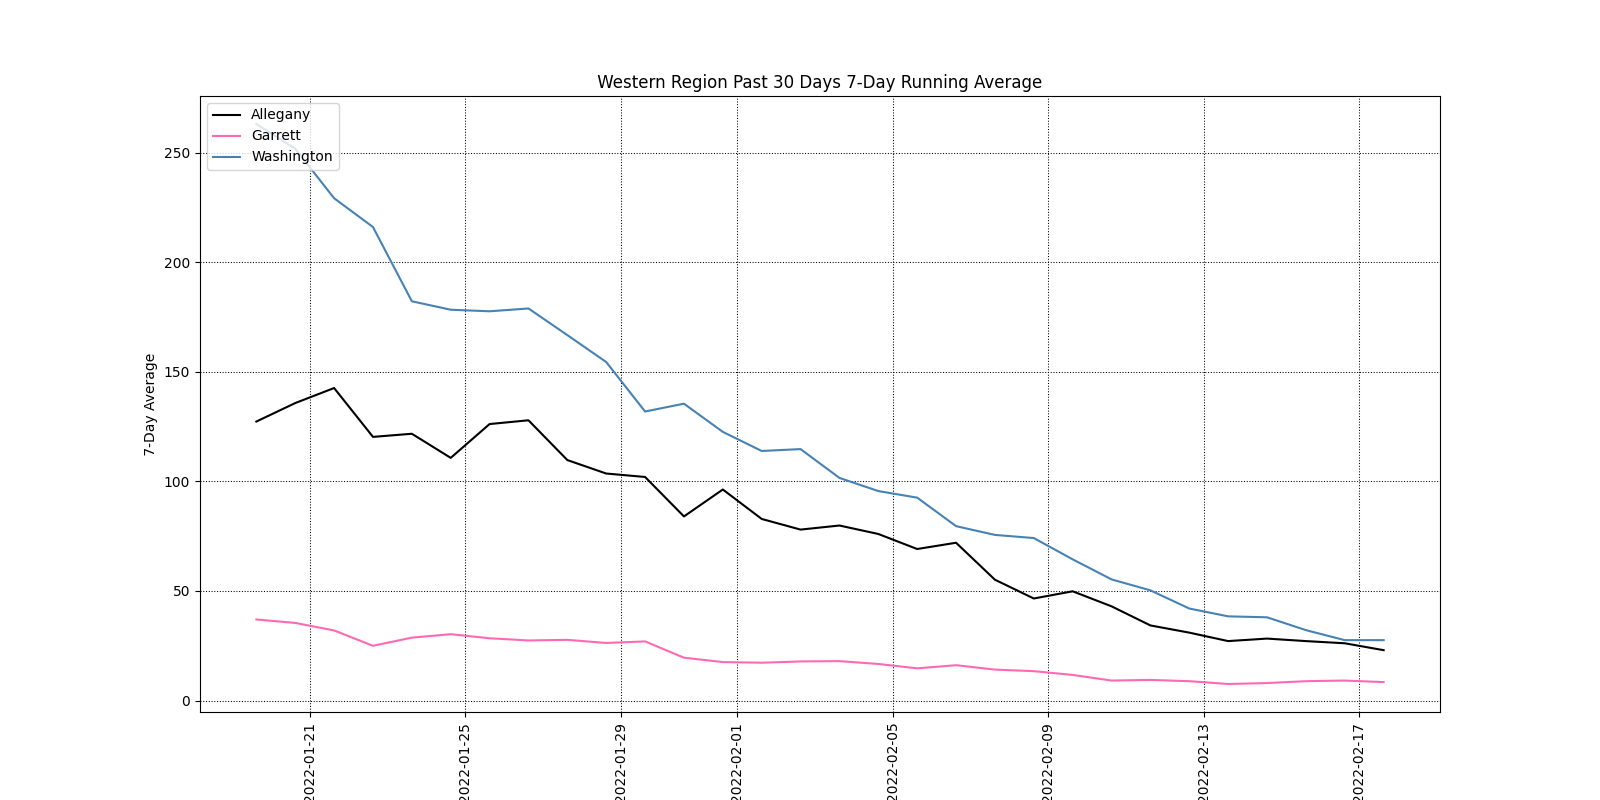 Western Region Past 30 Days 7-Day Running Average
Allegany
Garrett
Washington
7-Day Average
250
200
150
100
50
0
2022-01-21
2022-01-25
2022-01-29
2022-02-01
2022-02-05
2022-02-09
2022-02-13
2022-02-17